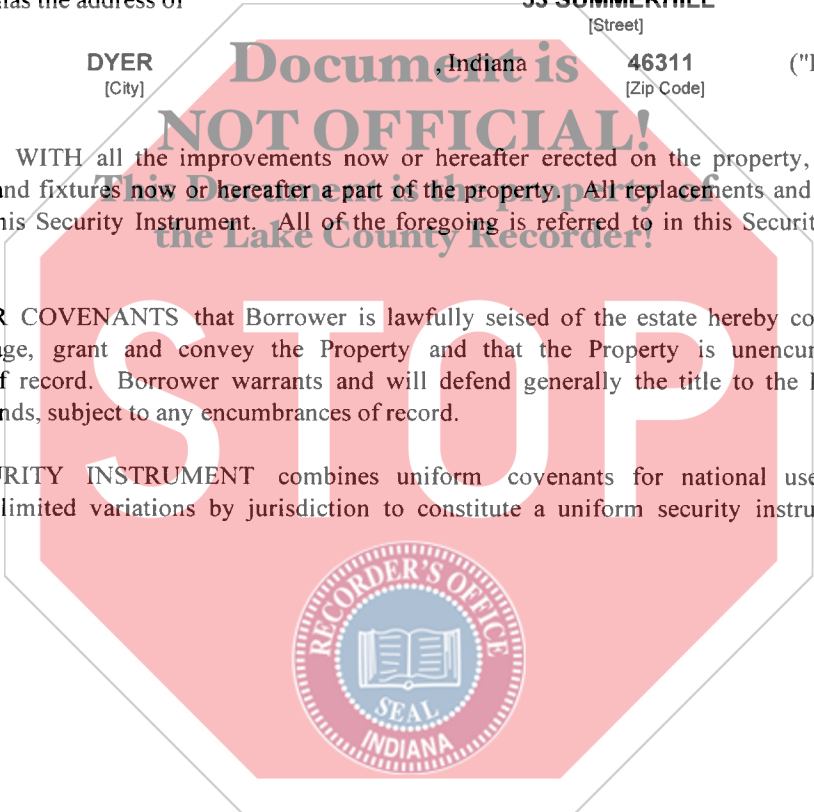 has the address of 53 SUMMERHILL
[Street]
DYER , Indiana 46311 ("
[City] [Zip Code]
Document is
NOT OFFICIAL!
This Document is the property of
the Lake County Recorder!
WITH all the improvements now or hereafter erected on the property,
and fixtures now or hereafter a part of the property. All replacements and
his Security Instrument. All of the foregoing is referred to in this Securit
R COVENANTS that Borrower is lawfully seised of the estate hereby co
age, grant and convey the Property and that the Property is unencur
f record. Borrower warrants and will defend generally the title to the
nds, subject to any encumbrances of record.
URITY INSTRUMENT combines uniform covenants for national use
limited variations by jurisdiction to constitute a uniform security instru
STOP
RECORDER'S OFFICE
SEAL
INDIANA